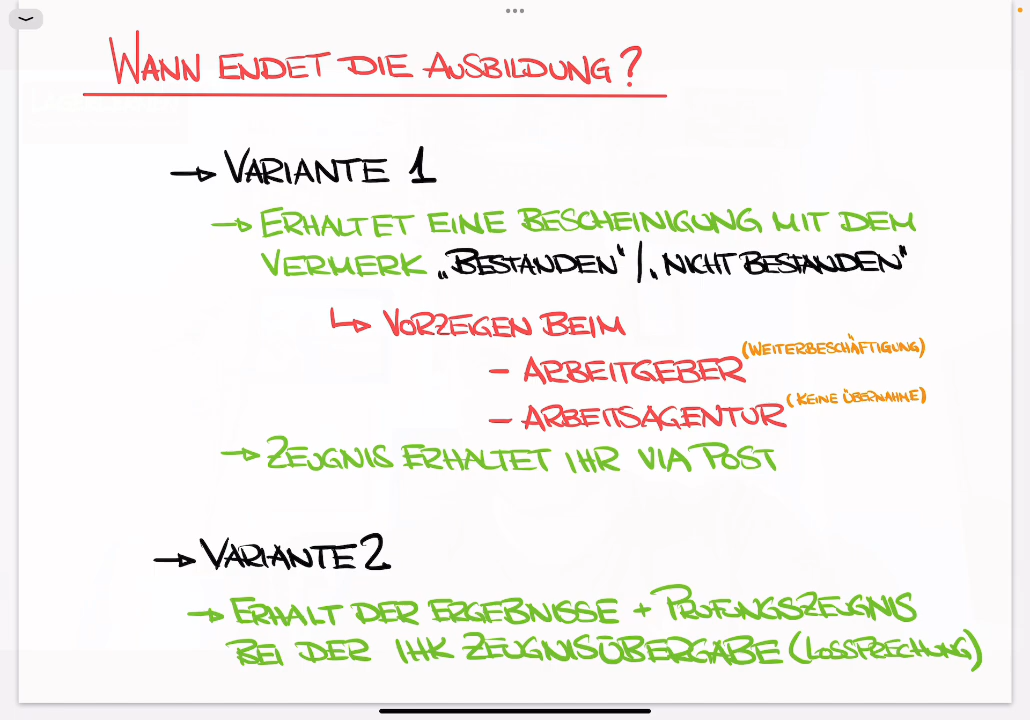 WANN ENDET DIE AUSBILDUNG?
→ VARIANTE 1
→ ERHALTET EINE BESCHEINIGUNG MIT DEM
VERMERK „BESTANDEN“ / „NICHT BESTANDEN“
↳ VORZEIGEN BEIM
- ARBEITGEBER (WEITERBESCHÄFTIGUNG)
- ARBEITSAGENTUR (KEINE ÜBERNAHME)
→ ZEUGNIS ERHALTET IHR VIA POST
→ VARIANTE 2
→ ERHALT DER ERGEBNISSE + PRÜFUNGSZEUGNIS
BEI DER IHK ZEUGNISÜBERGABE (LOSSPRECHUNG)